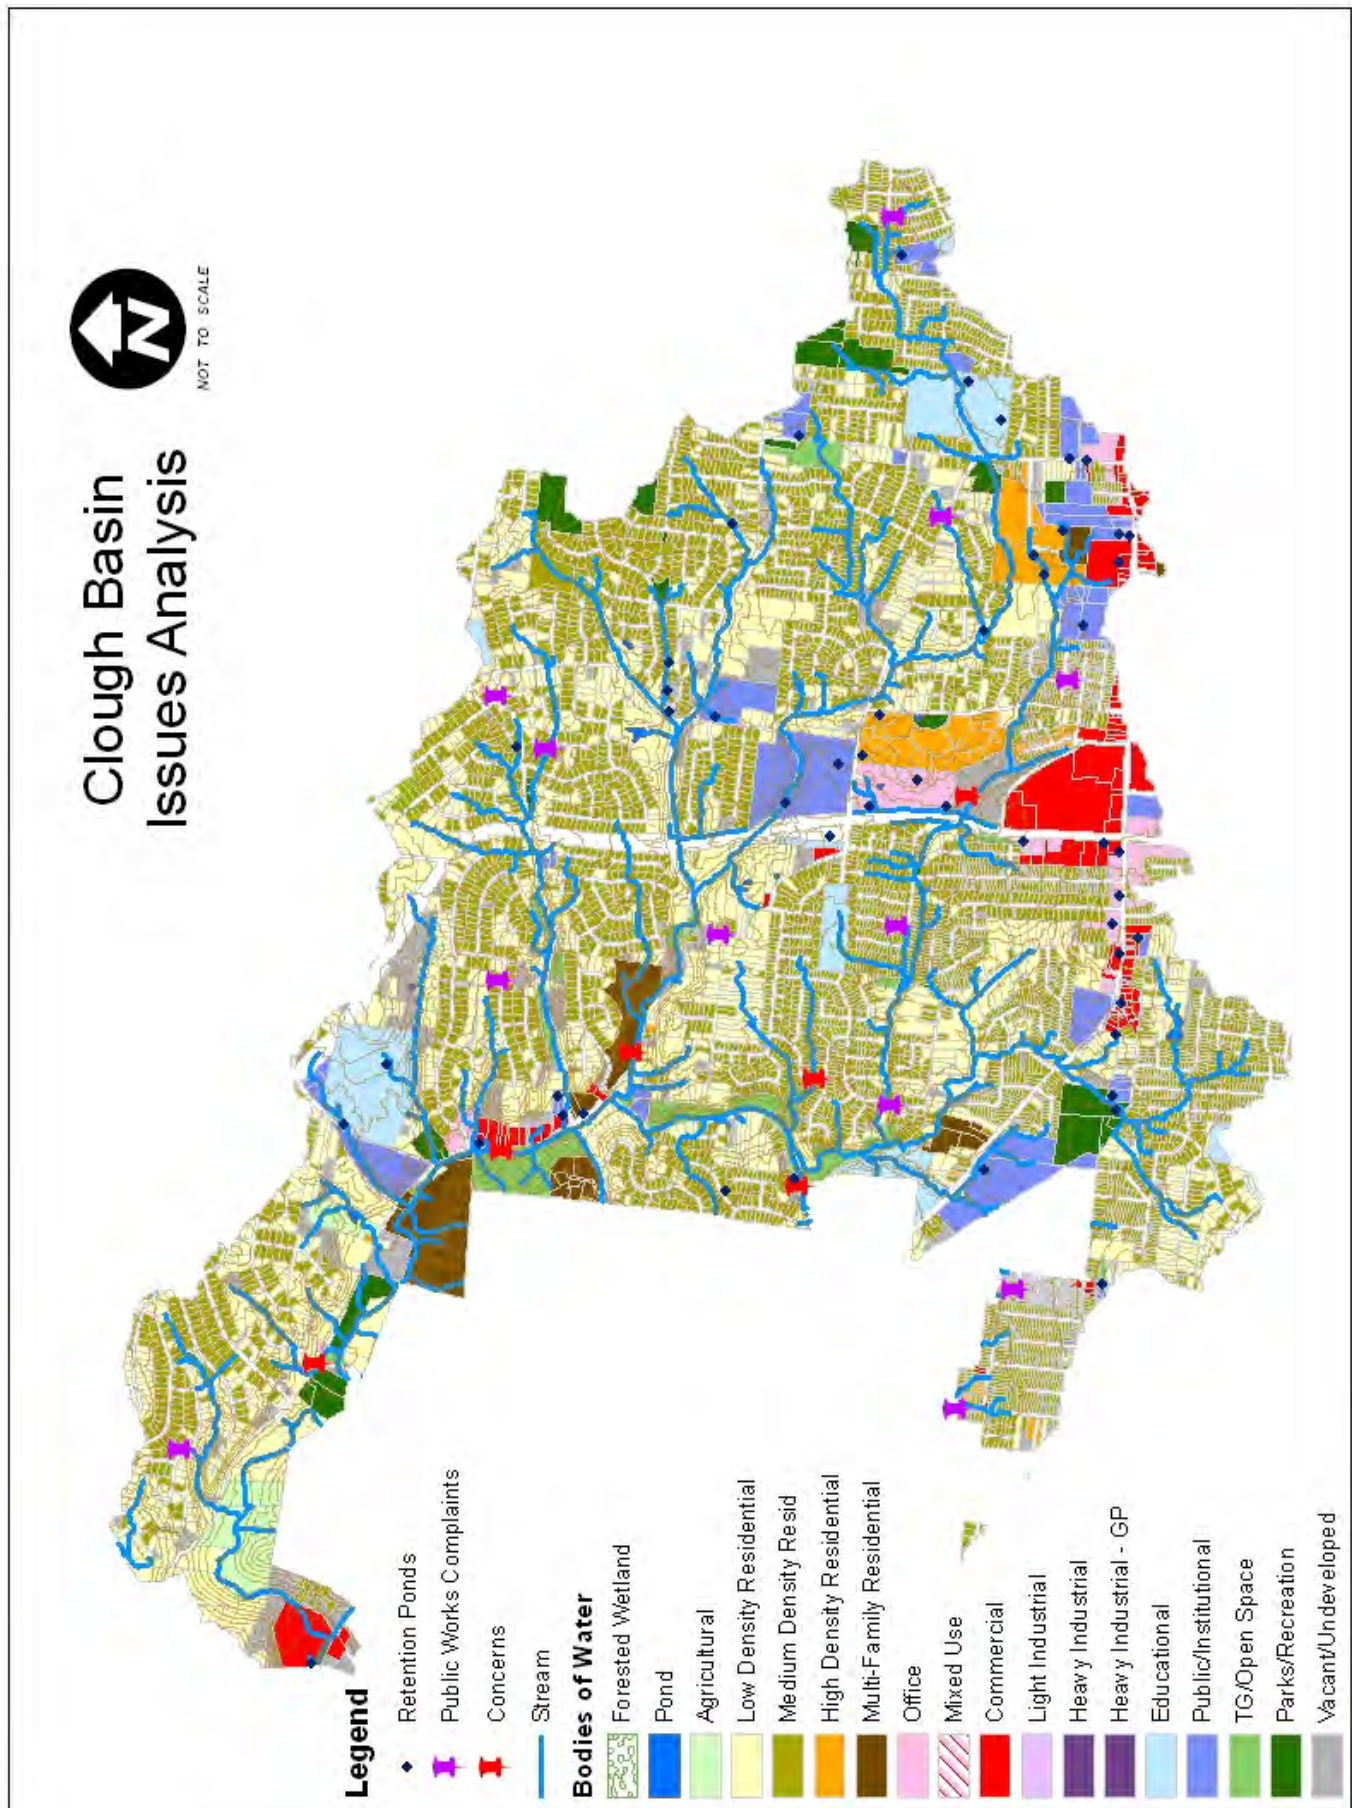 Clough Basin
Issues Analysis
N
NOT TO SCALE
Legend
Retention Ponds
Public Works Complaints
Concerns
Stream
Bodies of Water
Forested Wetland
Pond
Agricultural
Low Density Residential
Medium Density Resid
High Density Residential
Multi-Family Residential
Office
Mixed Use
Commercial
Light Industrial
Heavy Industrial
Heavy Industrial - GP
Educational
Public/Institutional
TG/Open Space
Parks/Recreation
Vacant/Undeveloped